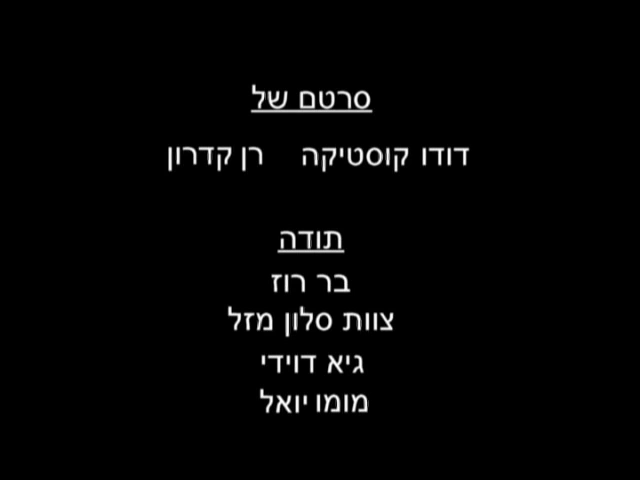 סרטם של
דודו קוסטיקה רן קדרון
תודה
בר רוז
צוות סלון מזל
גיא דוידי
מומו יואל